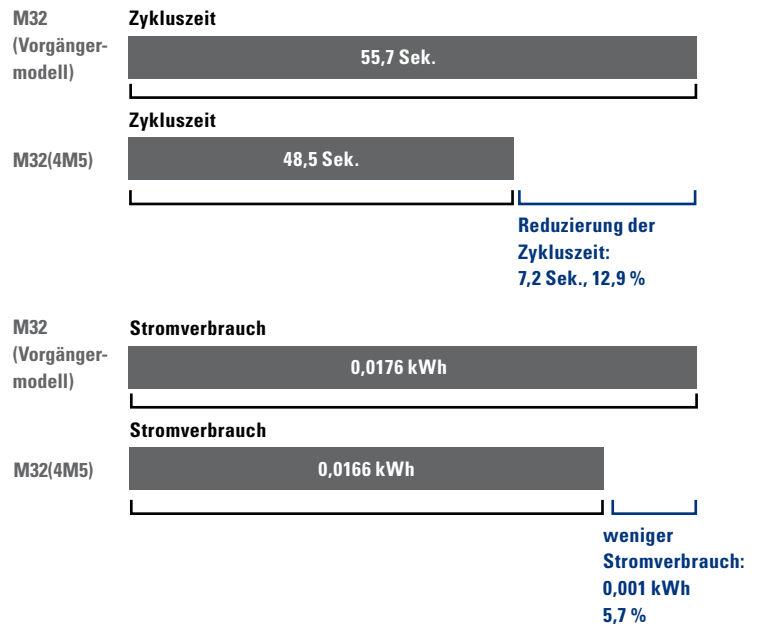 M32
(Vorgänger-
modell)
Zykluszeit
55,7 Sek.
Zykluszeit
M32(4M5)
48,5 Sek.
Reduzierung der
Zykluszeit:
7,2 Sek., 12,9 %
M32
(Vorgänger-
modell)
Stromverbrauch
0,0176 kWh
Stromverbrauch
M32(4M5)
0,0166 kWh
weniger
Stromverbrauch:
0,001 kWh
5,7 %